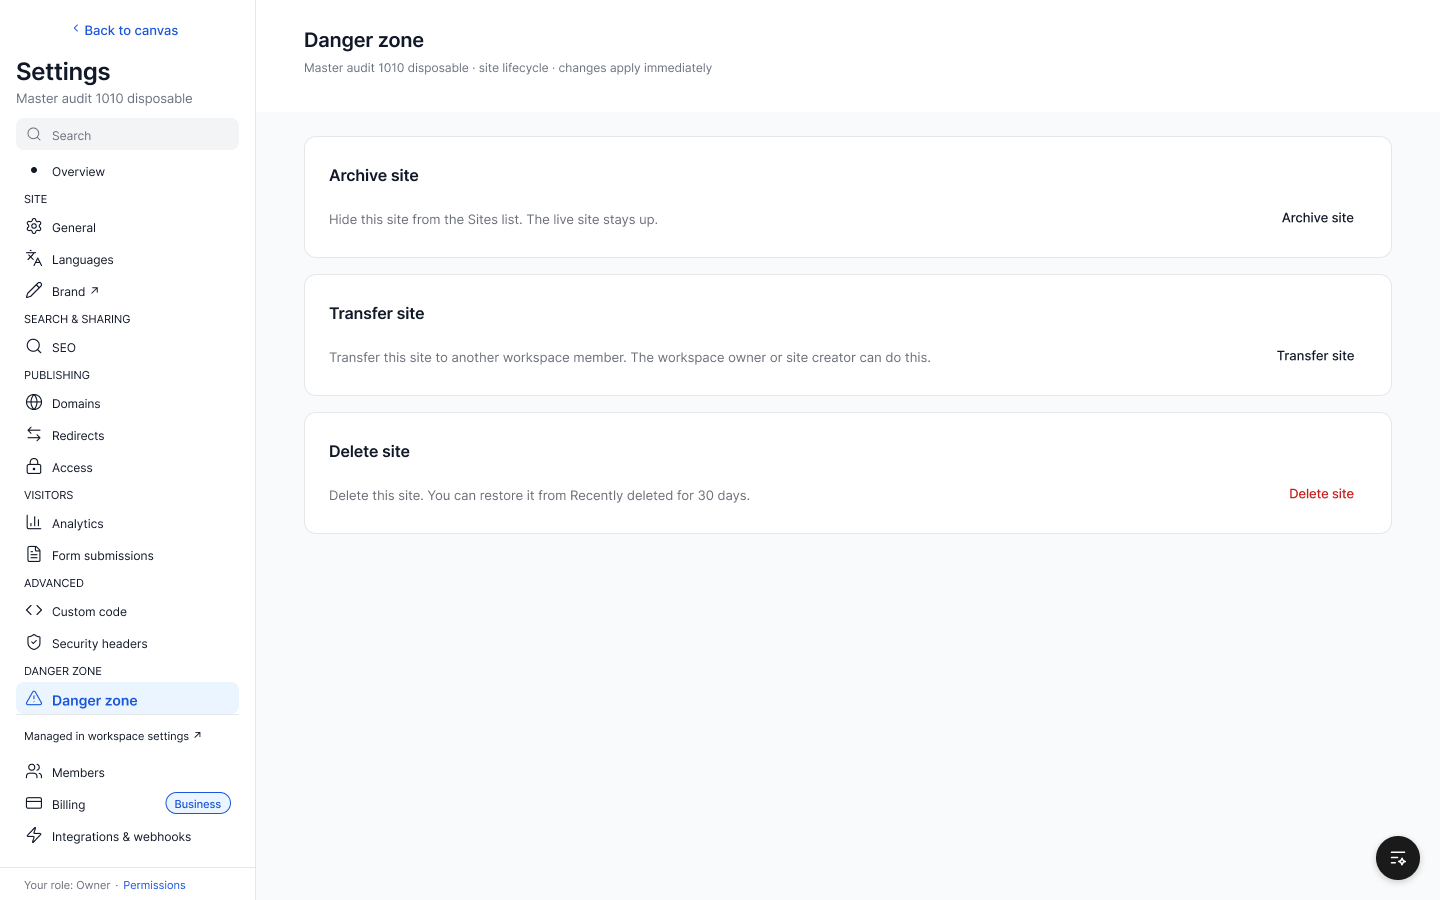 Back to canvas
Settings
Master audit 1010 disposable
Search
Overview
SITE
General
Languages
Brand ↗
SEARCH & SHARING
SEO
PUBLISHING
Domains
Redirects
Access
VISITORS
Analytics
Form submissions
ADVANCED
Custom code
Security headers
DANGER ZONE
Danger zone
Managed in workspace settings ↗
Members
Billing Business
Integrations & webhooks
Your role: Owner · Permissions
Danger zone
Master audit 1010 disposable · site lifecycle · changes apply immediately
Archive site
Hide this site from the Sites list. The live site stays up. Archive site
Transfer site
Transfer this site to another workspace member. The workspace owner or site creator can do this. Transfer site
Delete site
Delete this site. You can restore it from Recently deleted for 30 days. Delete site